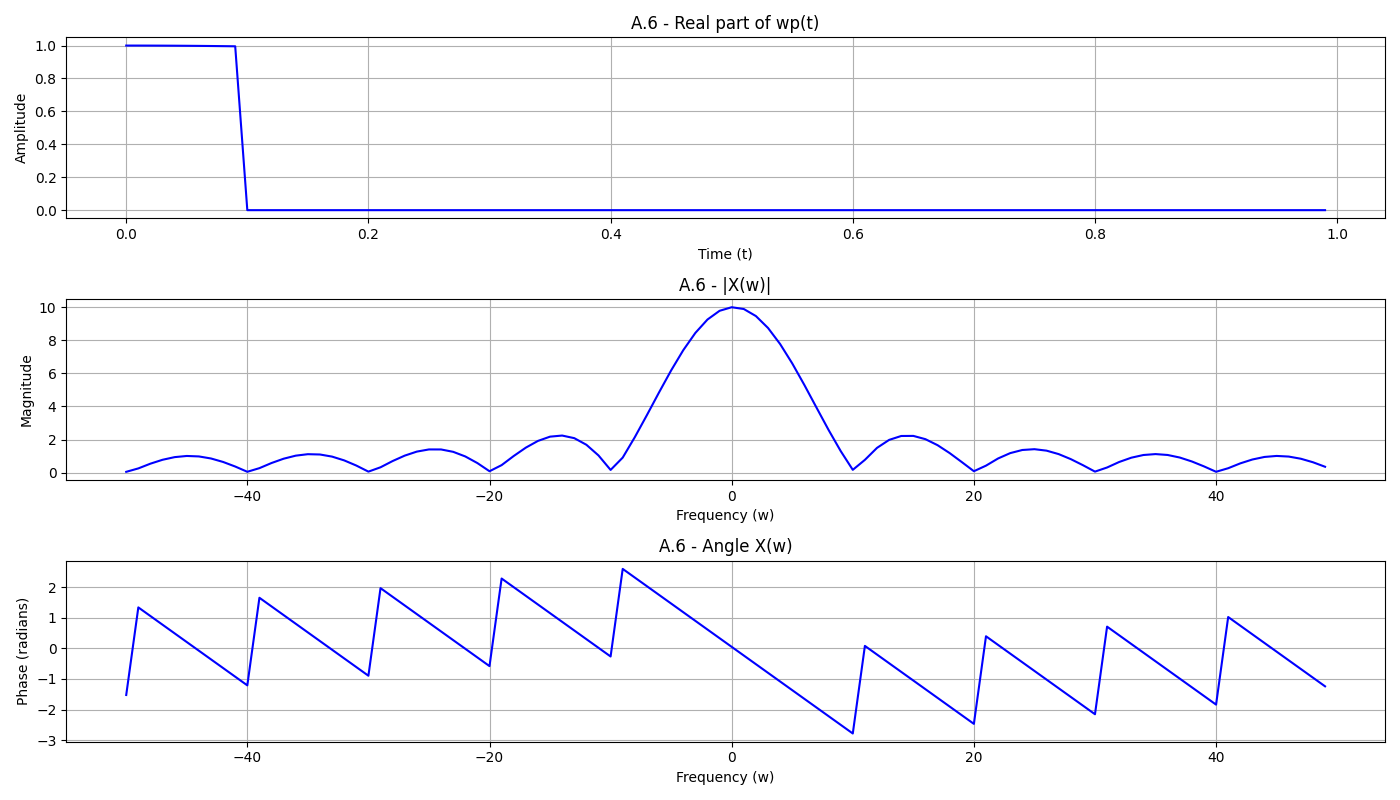 A.6 - Real part of wp(t)
1.0
0.8
0.6
0.4
0.2
0.0
Amplitude
0.0 0.2 0.4 0.6 0.8 1.0
Time (t)
A.6 - |X(w)|
10
8
6
4
2
0
Magnitude
−40 −20 0 20 40
Frequency (w)
A.6 - Angle X(w)
2
1
0
−1
−2
−3
Phase (radians)
−40 −20 0 20 40
Frequency (w)